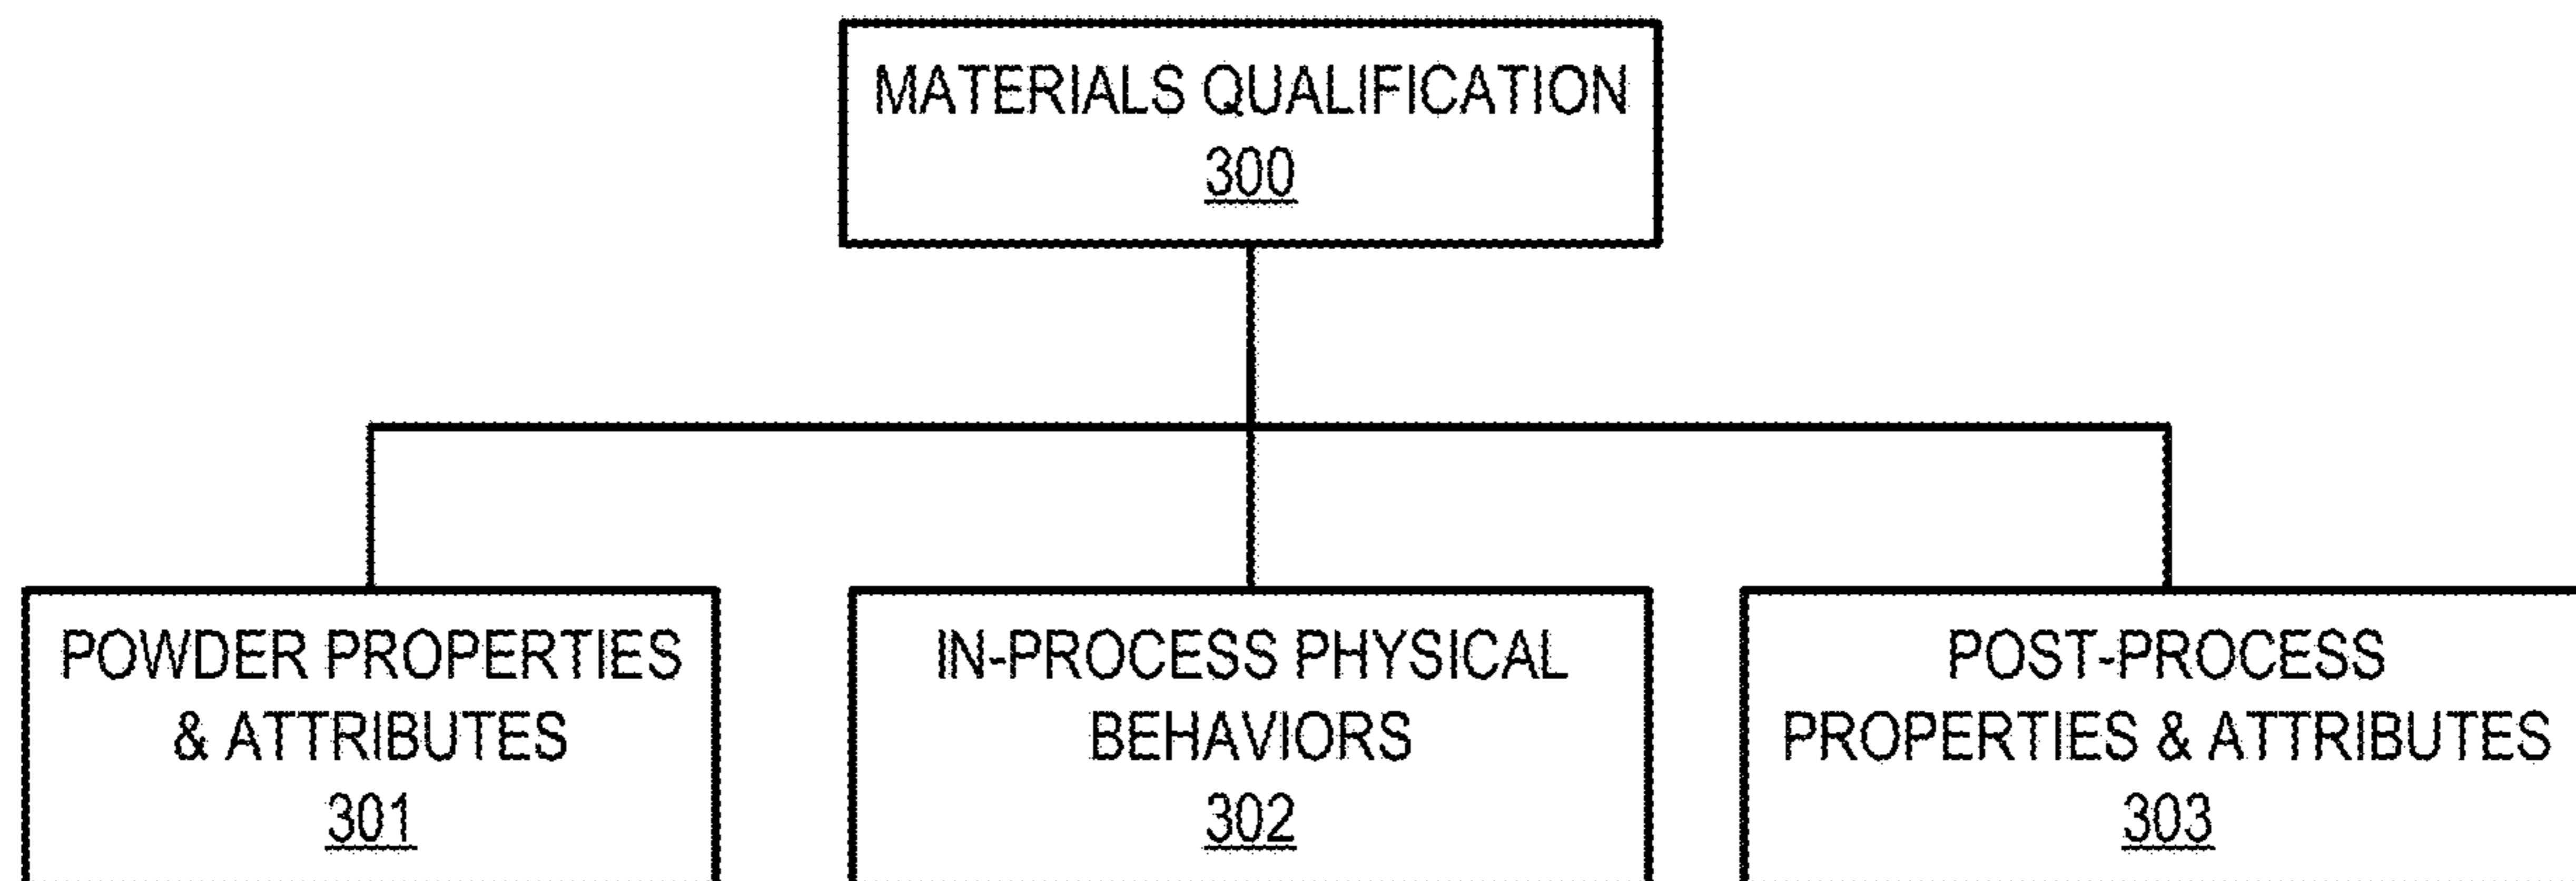 MATERIALS QUALIFICATION
300
POWDER PROPERTIES
& ATTRIBUTES
301
IN-PROCESS PHYSICAL
BEHAVIORS
302
POST-PROCESS
PROPERTIES & ATTRIBUTES
303